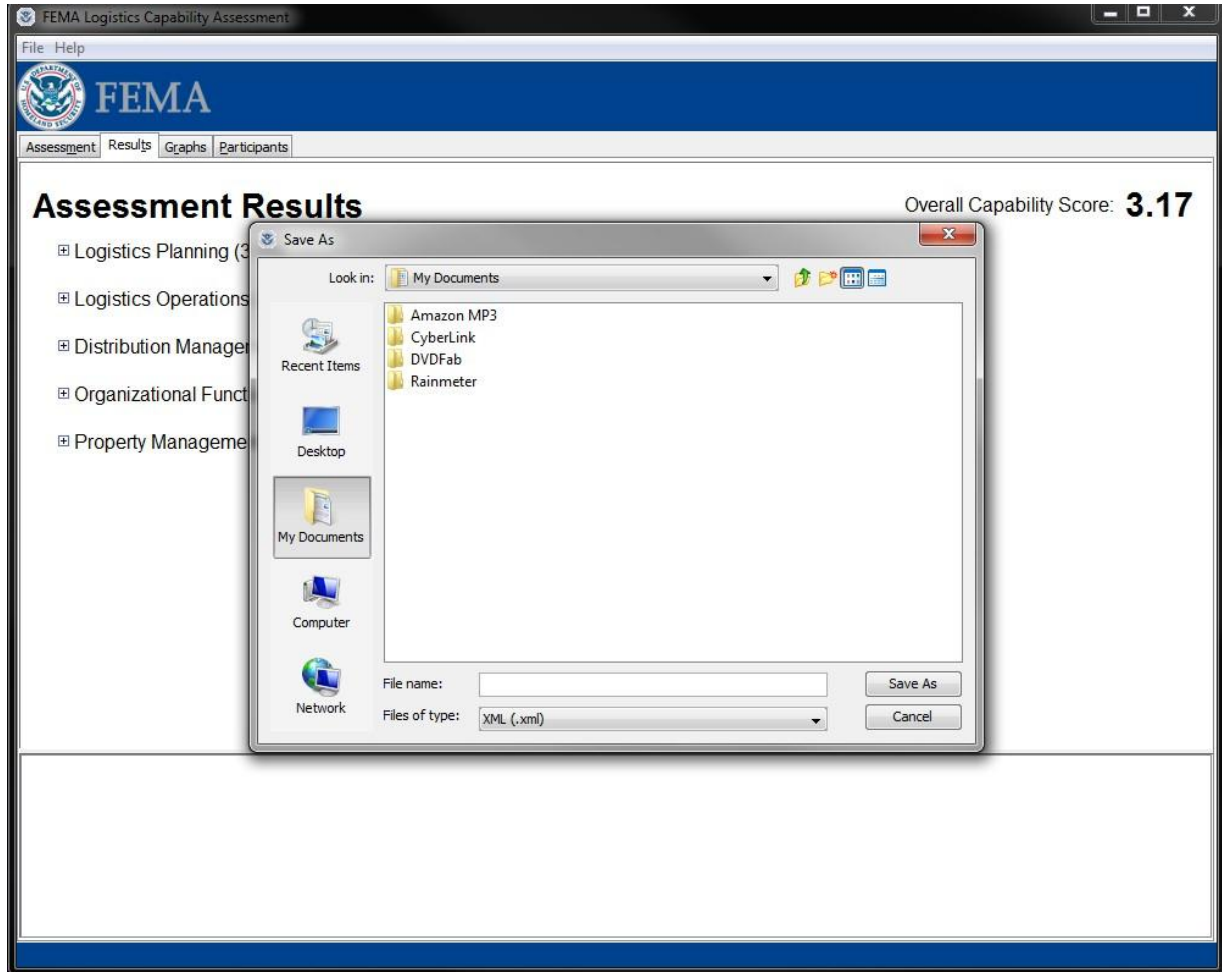 FEMA Logistics Capability Assessment
File Help
FEMA
Assessment Results Graphs Participants
Assessment Results
Overall Capability Score: 3.17
Logistics Planning (3
Logistics Operations
Distribution Manage
Organizational Funct
Property Manageme
Save As
Look in: My Documents
Amazon MP3
CyberLink
DVDFab
Rainmeter
Recent Items
Desktop
My Documents
Computer
Network
File name:
Save As
Files of type: XML (.xml)
Cancel